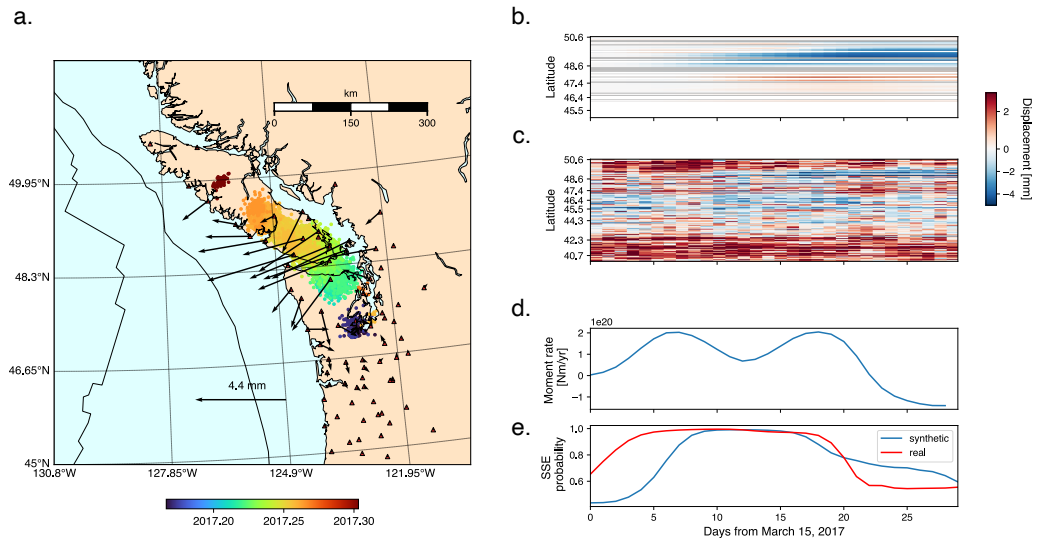 a.
km
0 150 300
49.95°N
48.3°N
46.65°N
45°N
4.4 mm
130.8°W 127.85°W 124.9°W 121.95°W
2017.20 2017.25 2017.30
b.
50.6
48.6
47.4
46.4
45.5
Latitude
c.
50.6
48.6
47.4
46.4
45.5
44.3
42.3
40.7
Latitude
2
0
−2
−4
Displacement [mm]
d.
1e20
2
1
0
−1
Moment rate
[Nm/yr]
e.
1.0
0.8
0.6
SSE
probability
synthetic
real
0 5 10 15 20 25
Days from March 15, 2017